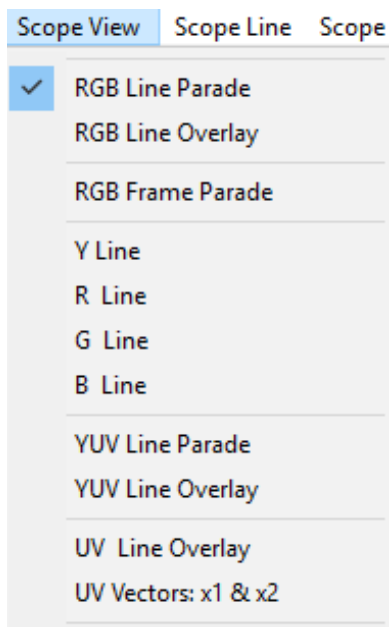 Scope View Scope Line Scope
RGB Line Parade
RGB Line Overlay
RGB Frame Parade
Y Line
R  Line
G  Line
B  Line
YUV Line Parade
YUV Line Overlay
UV  Line Overlay
UV Vectors: x1 & x2